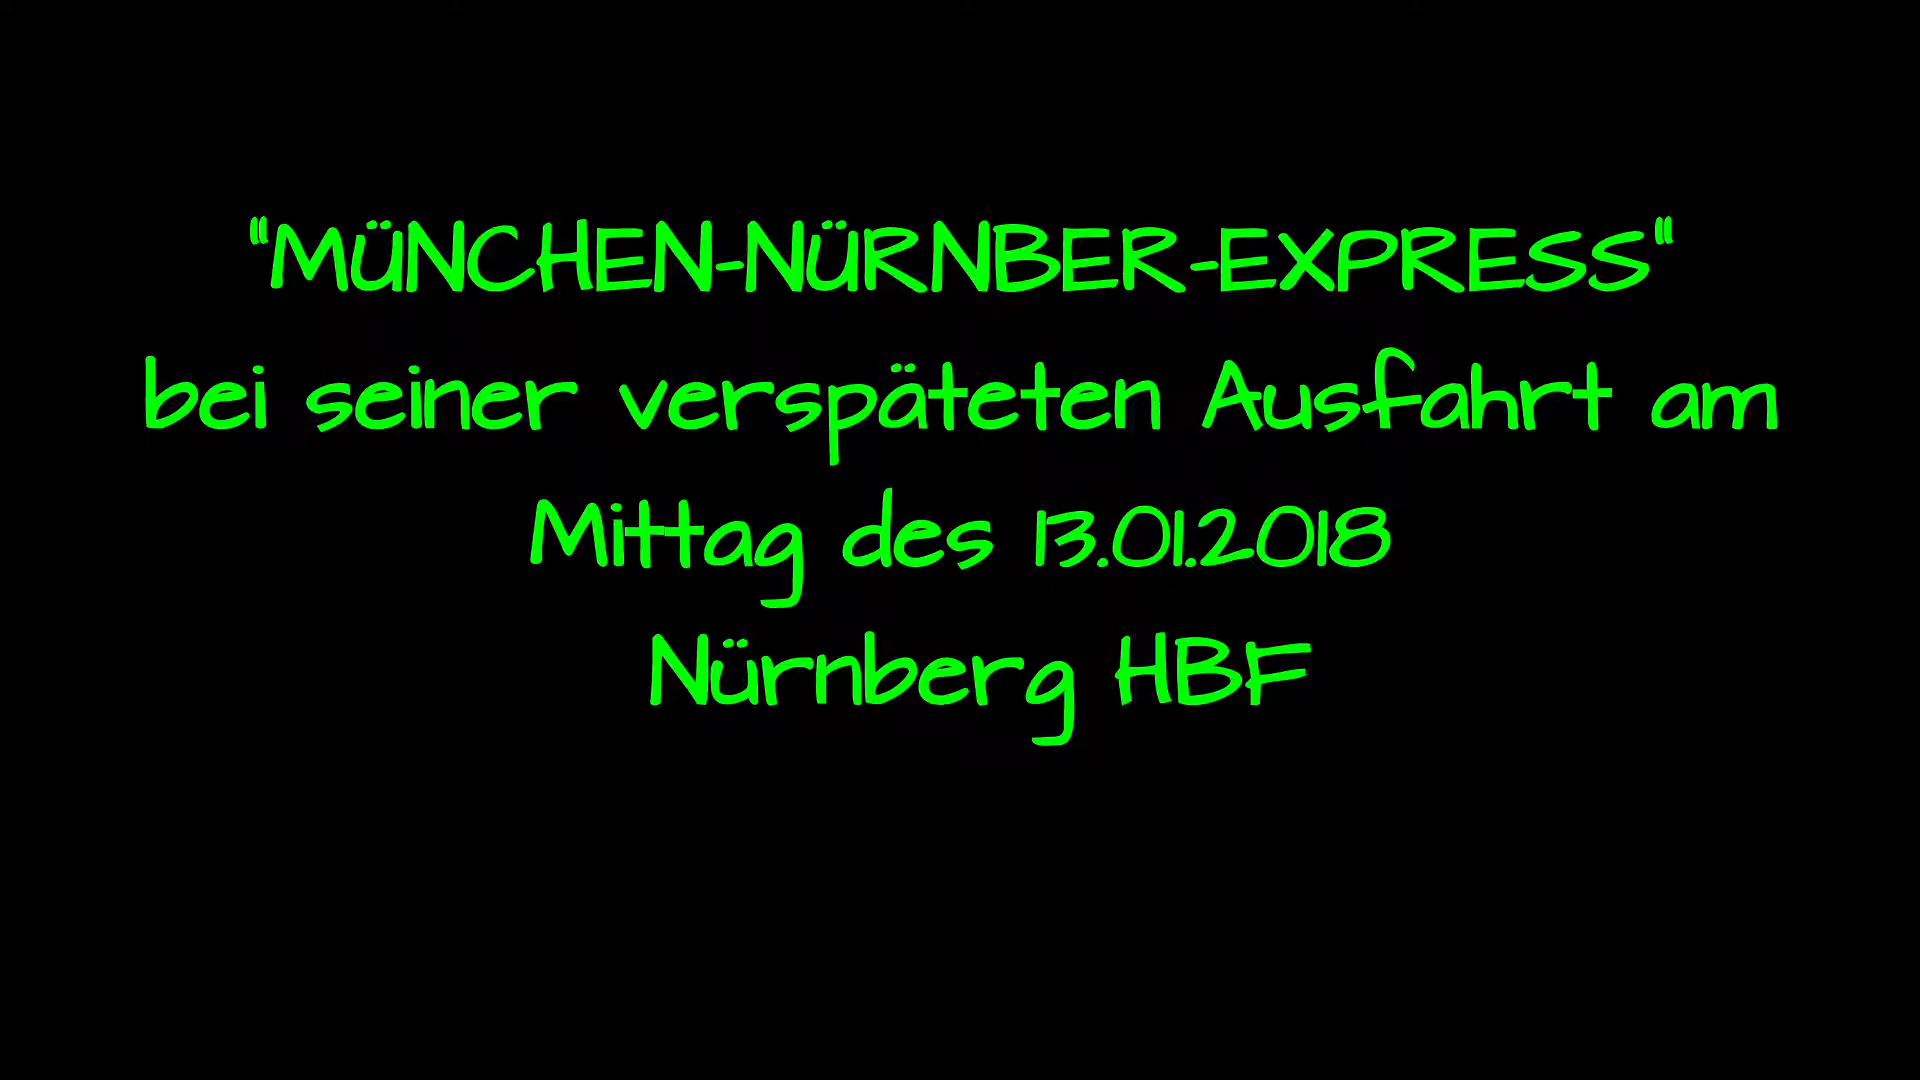 "MÜNCHEN-NÜRNBER-EXPRESS"
bei seiner verspäteten Ausfahrt am
Mittag des 13.01.2018
Nürnberg HBF